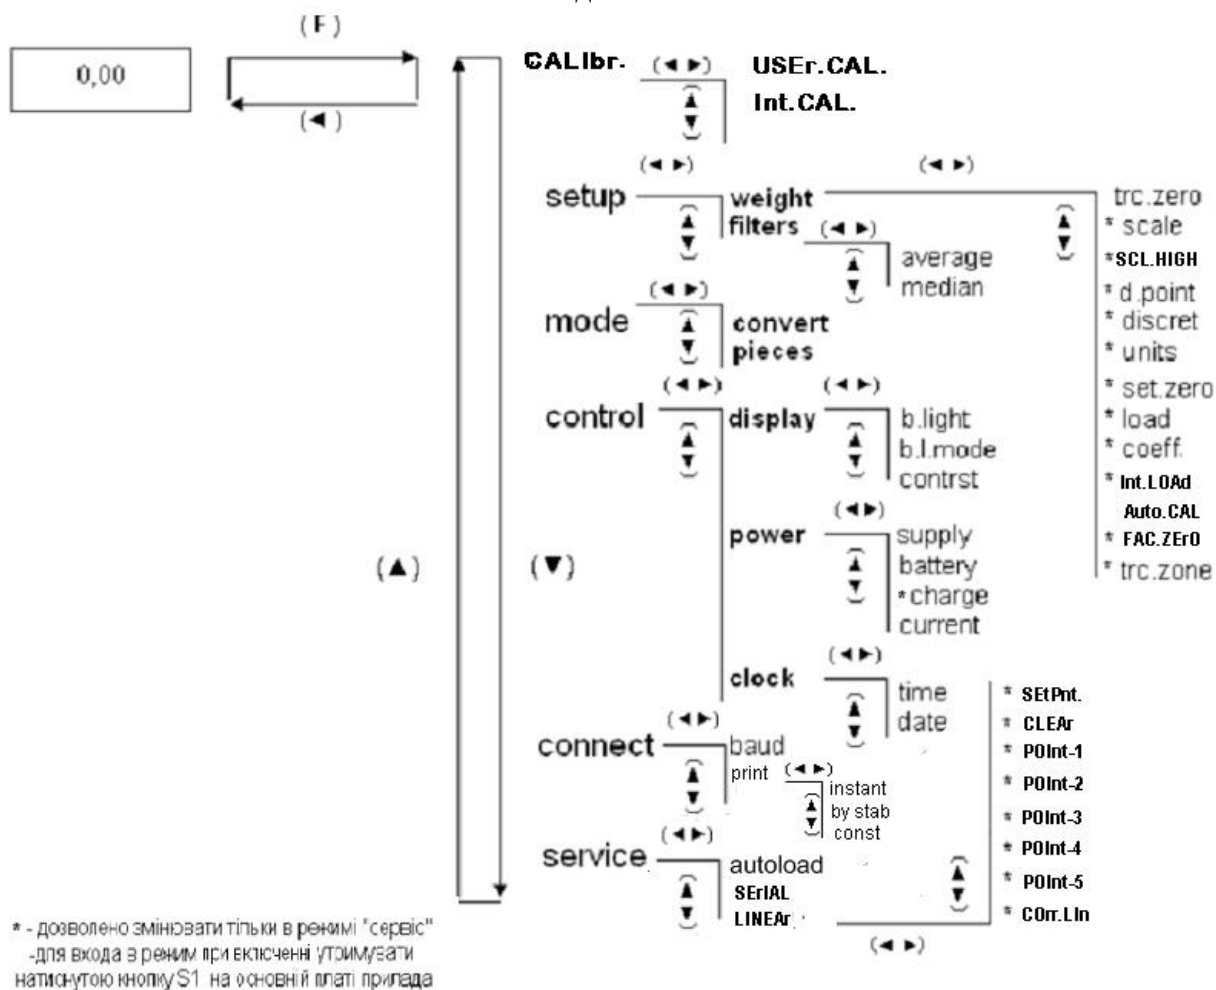 (F)
0,00
(◄)
CALIbr. (◄ ►) USEr.CAL.
Int.CAL.
(▲▼)
(◄ ►)
(◄ ►)
setup
weight
filters
(▲▼)
(◄ ►)
average
median
(▲▼)
trc.zero
* scale
*SCL.HIGH
* d.point
* discret
* units
* set.zero
* load
* coeff.
* Int.LOAd
Auto.CAL
* FAC.ZErO
* trc.zone
(▲▼)
mode
(◄ ►)
(▲▼)
convert
pieces
control
(◄ ►)
(▲▼)
display
(◄ ►)
(▲▼)
b.light
b.l.mode
contrst
power
(◄ ►)
(▲▼)
supply
battery
*charge
current
(▲)
(▼)
clock
(◄ ►)
(▲▼)
time
date
connect
(◄ ►)
(▲▼)
baud
print
(◄ ►)
(▲▼)
instant
by stab
const
service
(◄ ►)
(▲▼)
autoload
SErIAL
LINEAr
(◄ ►)
(▲▼)
* SEtPnt.
* CLEAr
* POInt-1
* POInt-2
* POInt-3
* POInt-4
* POInt-5
* COrr.LIn
* - дозволено змінювати тільки в режимі "сервіс"
-для входа в режим при включенні утримувати
натиснутою кнопку S1 на основній платі прилада